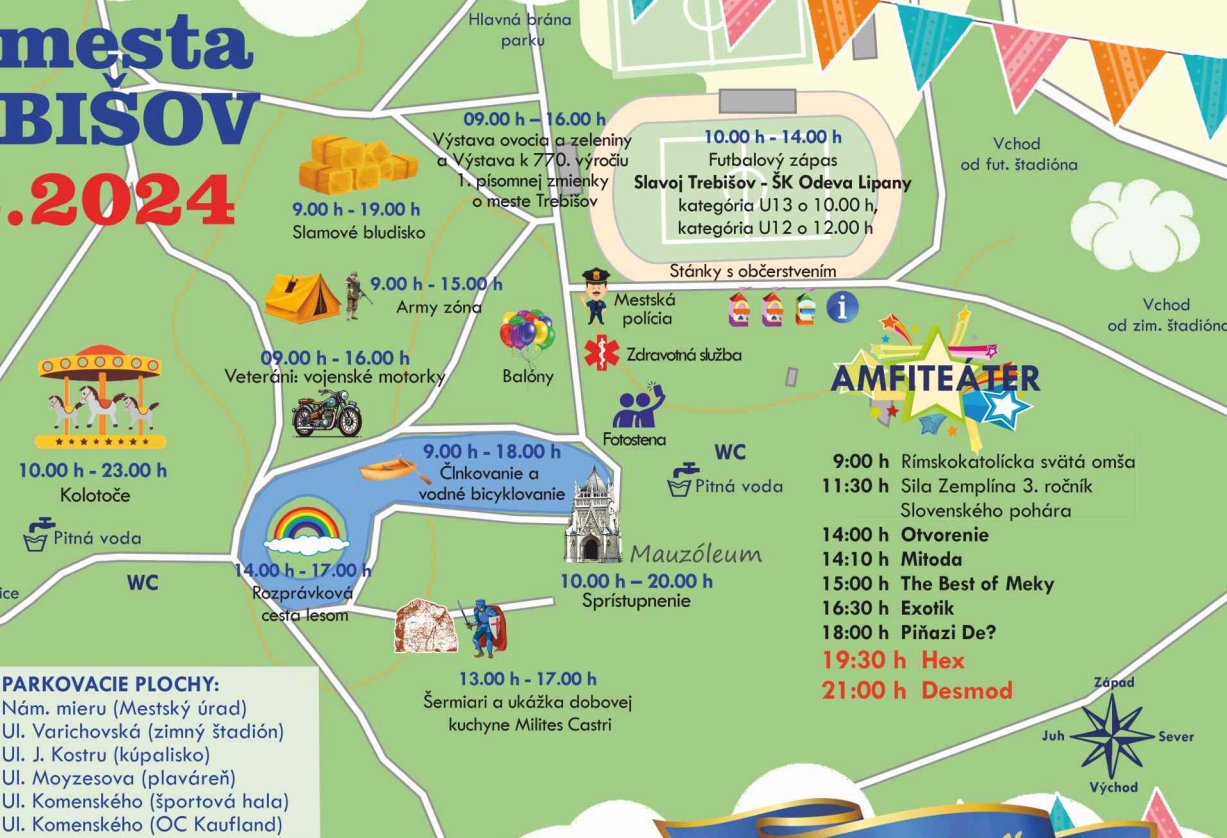 mesta
BIŠOV
.2024
Hlavná brána
parku
09.00 h – 16.00 h
Výstava ovocia a zeleniny
a Výstava k 770. výročiu
1. písomnej zmienky
o meste Trebišov
10.00 h - 14.00 h
Futbalový zápas
Slavoj Trebišov - ŠK Odeva Lipany
kategória U13 o 10.00 h,
kategória U12 o 12.00 h
Vchod
od fut. štadióna
9.00 h - 19.00 h
Slamové bludisko
Stánky s občerstvením
9.00 h - 15.00 h
Army zóna
Mestská
polícia
i
Vchod
od zim. štadióna
09.00 h - 16.00 h
Veteráni: vojenské motorky
Balóny
Zdravotná služba
AMFITEÁTER
Fotostena
10.00 h - 23.00 h
Kolotoče
9.00 h - 18.00 h
Člnkovanie a
vodné bicyklovanie
WC
Pitná voda
9:00 h Rímskokatolícka svätá omša
11:30 h Sila Zemplína 3. ročník
Slovenského pohára
14:00 h Otvorenie
14:10 h Mitoda
15:00 h The Best of Meky
16:30 h Exotik
18:00 h Piňazi De?
19:30 h Hex
21:00 h Desmod
Pitná voda
WC
ice
14.00 h - 17.00 h
Rozprávková
cesta lesom
Mauzóleum
10.00 h – 20.00 h
Sprístupnenie
13.00 h - 17.00 h
Šermiari a ukážka dobovej
kuchyne Milites Castri
PARKOVACIE PLOCHY:
Nám. mieru (Mestský úrad)
Ul. Varichovská (zimný štadión)
Ul. J. Kostru (kúpalisko)
Ul. Moyzesova (plaváreň)
Ul. Komenského (športová hala)
Ul. Komenského (OC Kaufland)
Západ
Juh
Sever
Východ